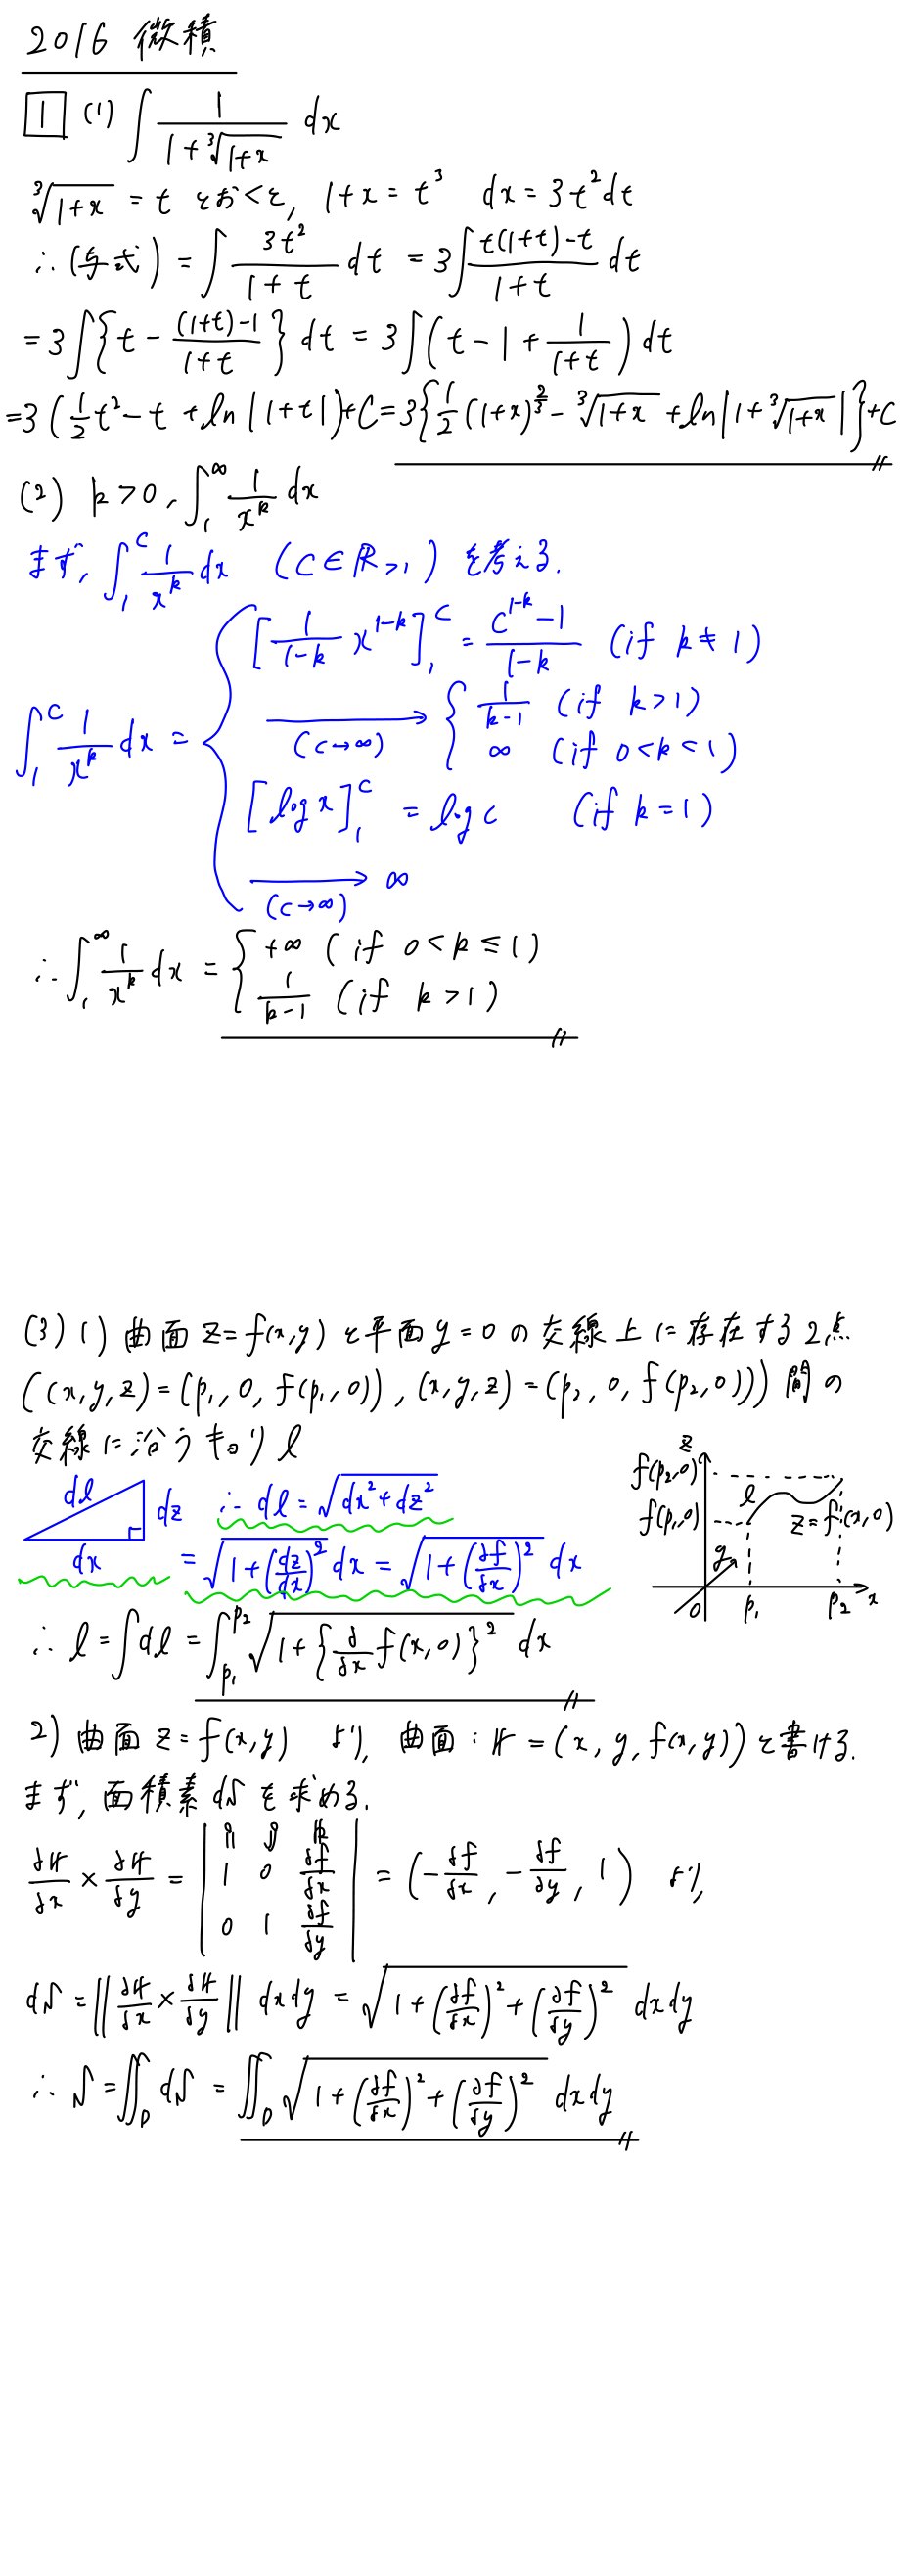 2016 微積
1 (1) ∫ 1/(1+∛(1+x)) dx
∛(1+x) = t とおくと, 1+x = t³  dx = 3t²dt
∴ (与式) = ∫ 3t²/(1+t) dt = 3∫ (t(1+t)-t)/(1+t) dt
= 3∫{t - ((1+t)-1)/(1+t)} dt = 3∫(t - 1 + 1/(1+t)) dt
= 3(1/2 t² - t + ln|1+t|)+C = 3{1/2 (1+x)^(2/3) - ∛(1+x) + ln|1+∛(1+x)|}+C
(2) k>0, ∫₁^∞ 1/x^k dx
まず, ∫₁^C 1/x^k dx (C∈ℝ_{>1}) を考える.
∫₁^C 1/x^k dx = { [1/(1-k) x^(1-k)]₁^C = (C^(1-k) - 1)/(1-k) (if k≠1)
→ (C→∞) { 1/(k-1) (if k>1)
∞ (if 0<k<1)
[log x]₁^C = log C (if k=1)
→ (C→∞) ∞
∴ ∫₁^∞ 1/x^k dx = { +∞ (if 0<k≤1)
1/(k-1) (if k>1)
(3) 1) 曲面 z=f(x,y) と平面 y=0 の交線上に存在する2点
((x,y,z)=(p₁,0,f(p₁,0)), (x,y,z)=(p₂,0,f(p₂,0))) 間の
交線に沿うキョリ l
dl dz dx ∴ dl = √(dx²+dz²)
= √(1+(dz/dx)²) dx = √(1+(∂f/∂x)²) dx
z
f(p₂,0)
f(p₁,0) l z=f(x,0)
y
0 p₁ p₂ x
∴ l = ∫dl = ∫_{p₁}^{p₂} √(1+{∂/∂x f(x,0)}²) dx
2) 曲面 z=f(x,y) より, 曲面 : 𝕣 = (x, y, f(x,y)) と書ける.
まず, 面積素 dS を求める.
∂𝕣/∂x × ∂𝕣/∂y = | 𝕚 𝕛 𝕜 ; 1 0 ∂f/∂x ; 0 1 ∂f/∂y | = (-∂f/∂x, -∂f/∂y, 1) より,
dS = ‖∂𝕣/∂x × ∂𝕣/∂y‖ dxdy = √(1+(∂f/∂x)²+(∂f/∂y)²) dxdy
∴ S = ∬_D dS = ∬_D √(1+(∂f/∂x)²+(∂f/∂y)²) dxdy